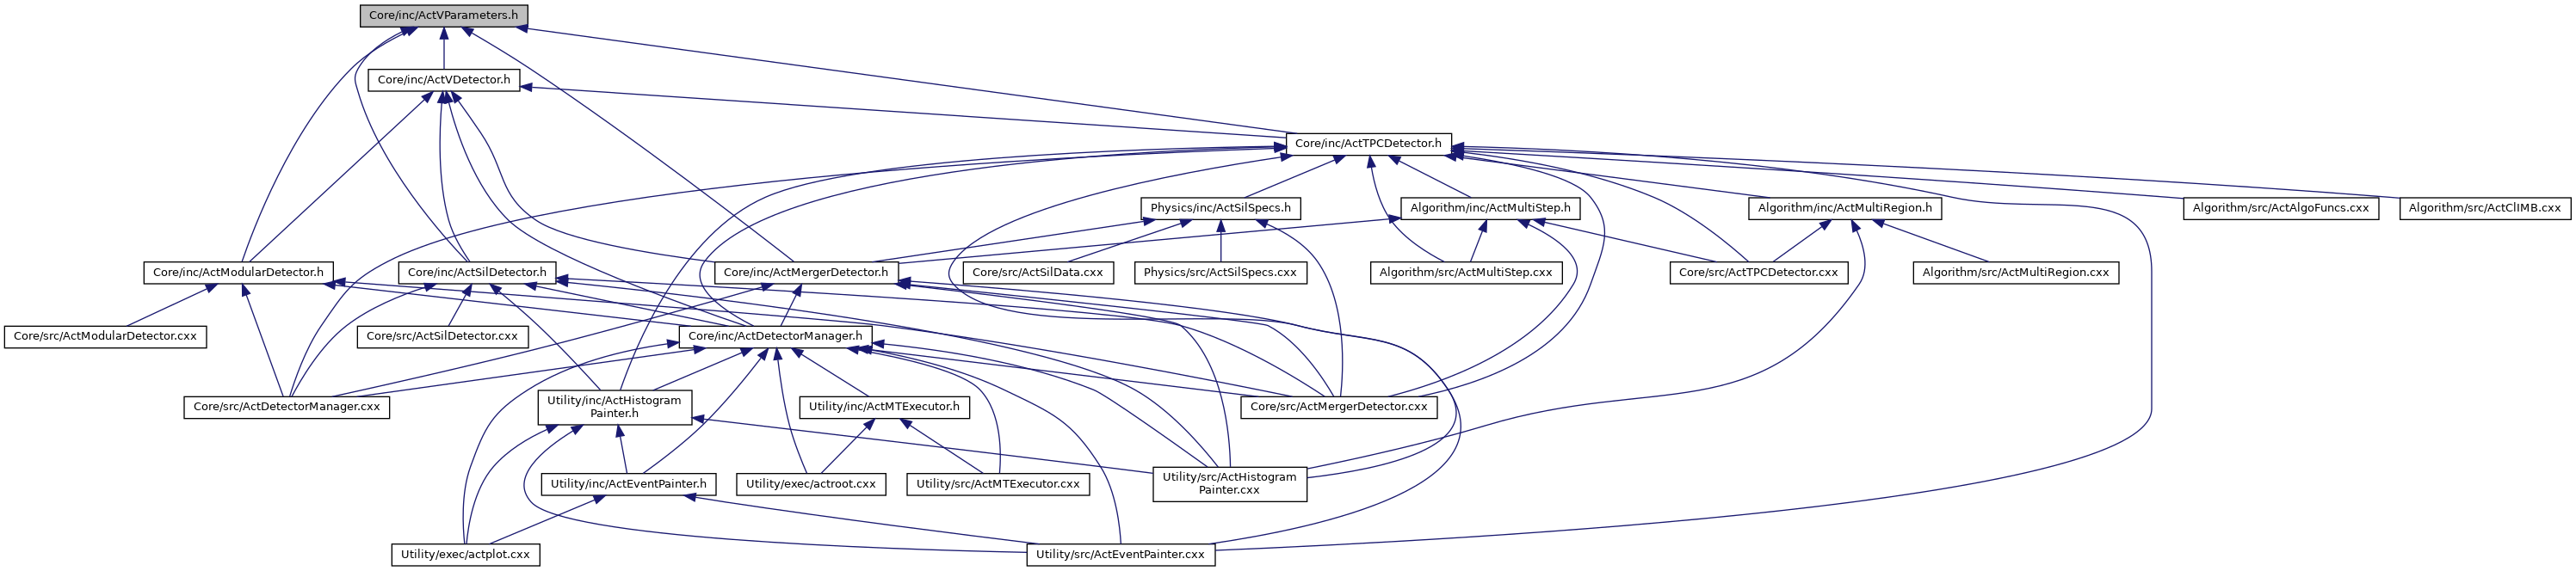 Core/inc/ActVParameters.h
Core/inc/ActVDetector.h
Core/inc/ActTPCDetector.h
Physics/inc/ActSilSpecs.h
Algorithm/inc/ActMultiStep.h
Algorithm/inc/ActMultiRegion.h
Algorithm/src/ActAlgoFuncs.cxx
Algorithm/src/ActClIMB.cxx
Core/inc/ActModularDetector.h
Core/inc/ActSilDetector.h
Core/inc/ActMergerDetector.h
Core/src/ActSilData.cxx
Physics/src/ActSilSpecs.cxx
Algorithm/src/ActMultiStep.cxx
Core/src/ActTPCDetector.cxx
Algorithm/src/ActMultiRegion.cxx
Core/src/ActModularDetector.cxx
Core/src/ActSilDetector.cxx
Core/inc/ActDetectorManager.h
Core/src/ActDetectorManager.cxx
Utility/inc/ActHistogram
Painter.h
Utility/inc/ActMTExecutor.h
Core/src/ActMergerDetector.cxx
Utility/inc/ActEventPainter.h
Utility/exec/actroot.cxx
Utility/src/ActMTExecutor.cxx
Utility/src/ActHistogram
Painter.cxx
Utility/exec/actplot.cxx
Utility/src/ActEventPainter.cxx